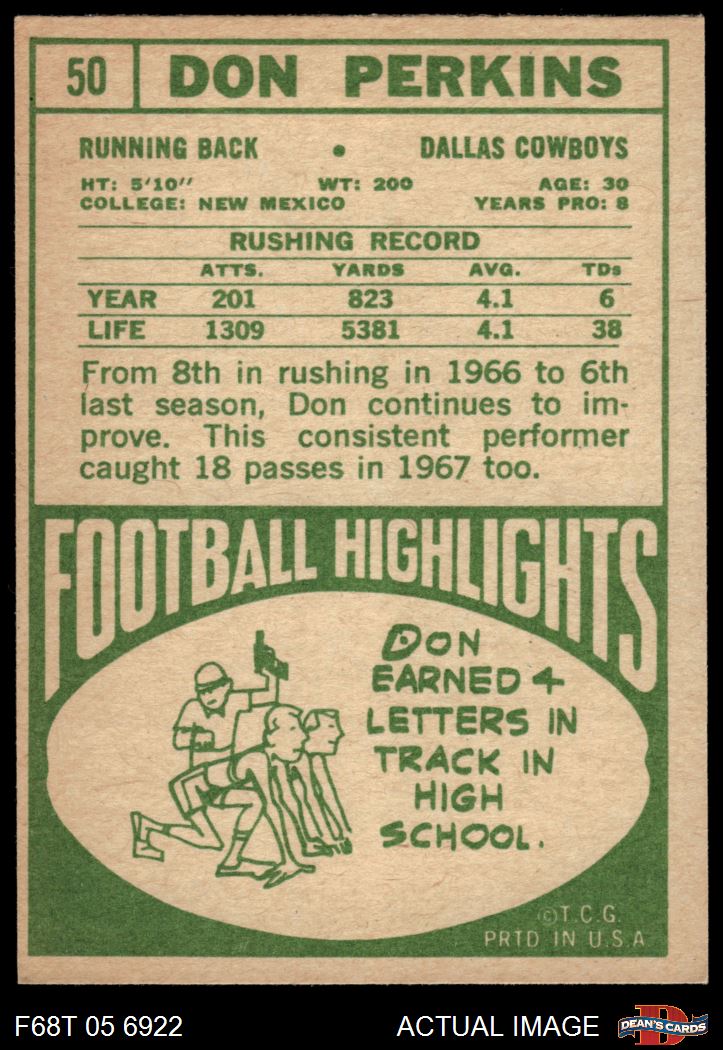 50 DON PERKINS
RUNNING BACK • DALLAS COWBOYS
HT: 5'10" WT: 200 AGE: 30
COLLEGE: NEW MEXICO YEARS PRO: 8
RUSHING RECORD
ATTS. YARDS AVG. TDs
YEAR 201 823 4.1 6
LIFE 1309 5381 4.1 38
From 8th in rushing in 1966 to 6th
last season, Don continues to im-
prove. This consistent performer
caught 18 passes in 1967 too.
FOOTBALL HIGHLIGHTS
DON
EARNED 4
LETTERS IN
TRACK IN
HIGH
SCHOOL.
©T.C.G.
PRTD IN U.S.A
F68T 05 6922 ACTUAL IMAGE D DEAN'S CARDS